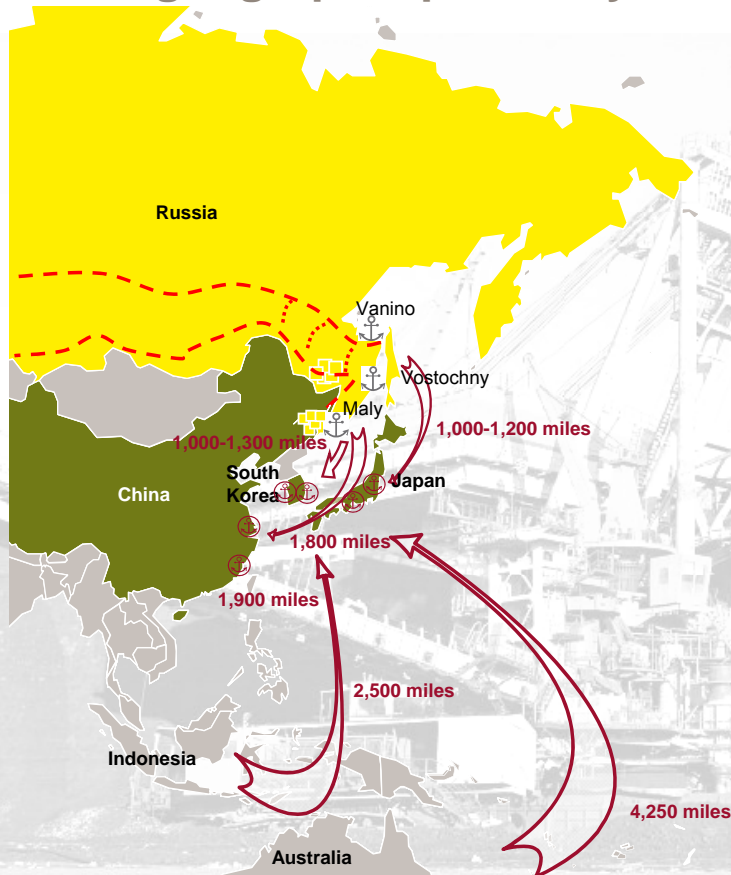 Russia
Vanino
Vostochny
Maly
1,000-1,300 miles
1,000-1,200 miles
South
Korea
Japan
China
1,800 miles
1,900 miles
2,500 miles
Indonesia
4,250 miles
Australia